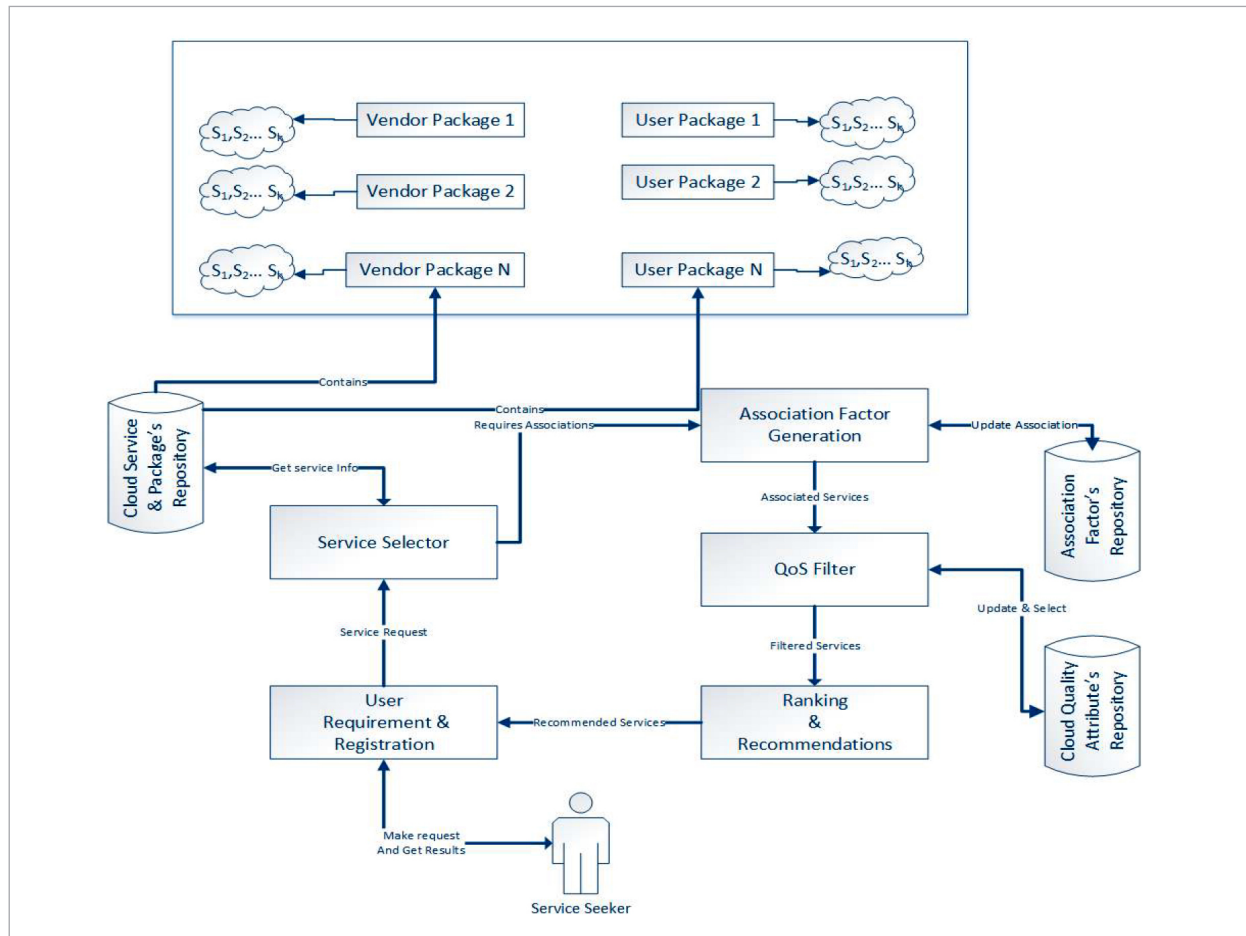 Vendor Package 1
User Package 1
S1,S2... Sk
S1,S2... Sk
Vendor Package 2
User Package 2
S1,S2... Sk
S1,S2... Sk
Vendor Package N
User Package N
S1,S2... Sk
S1,S2... Sk
Contains
Contains
Requires Associations
Cloud Service
& Package's
Repository
Get service Info
Association Factor
Generation
Update Association
Association
Factor's
Repository
Associated Services
Service Selector
QoS Filter
Update & Select
Service Request
Filtered Services
Cloud Quality
Attribute's
Repository
User
Requirement &
Registration
Recommended Services
Ranking
&
Recommendations
Make request
And Get Results
Service Seeker